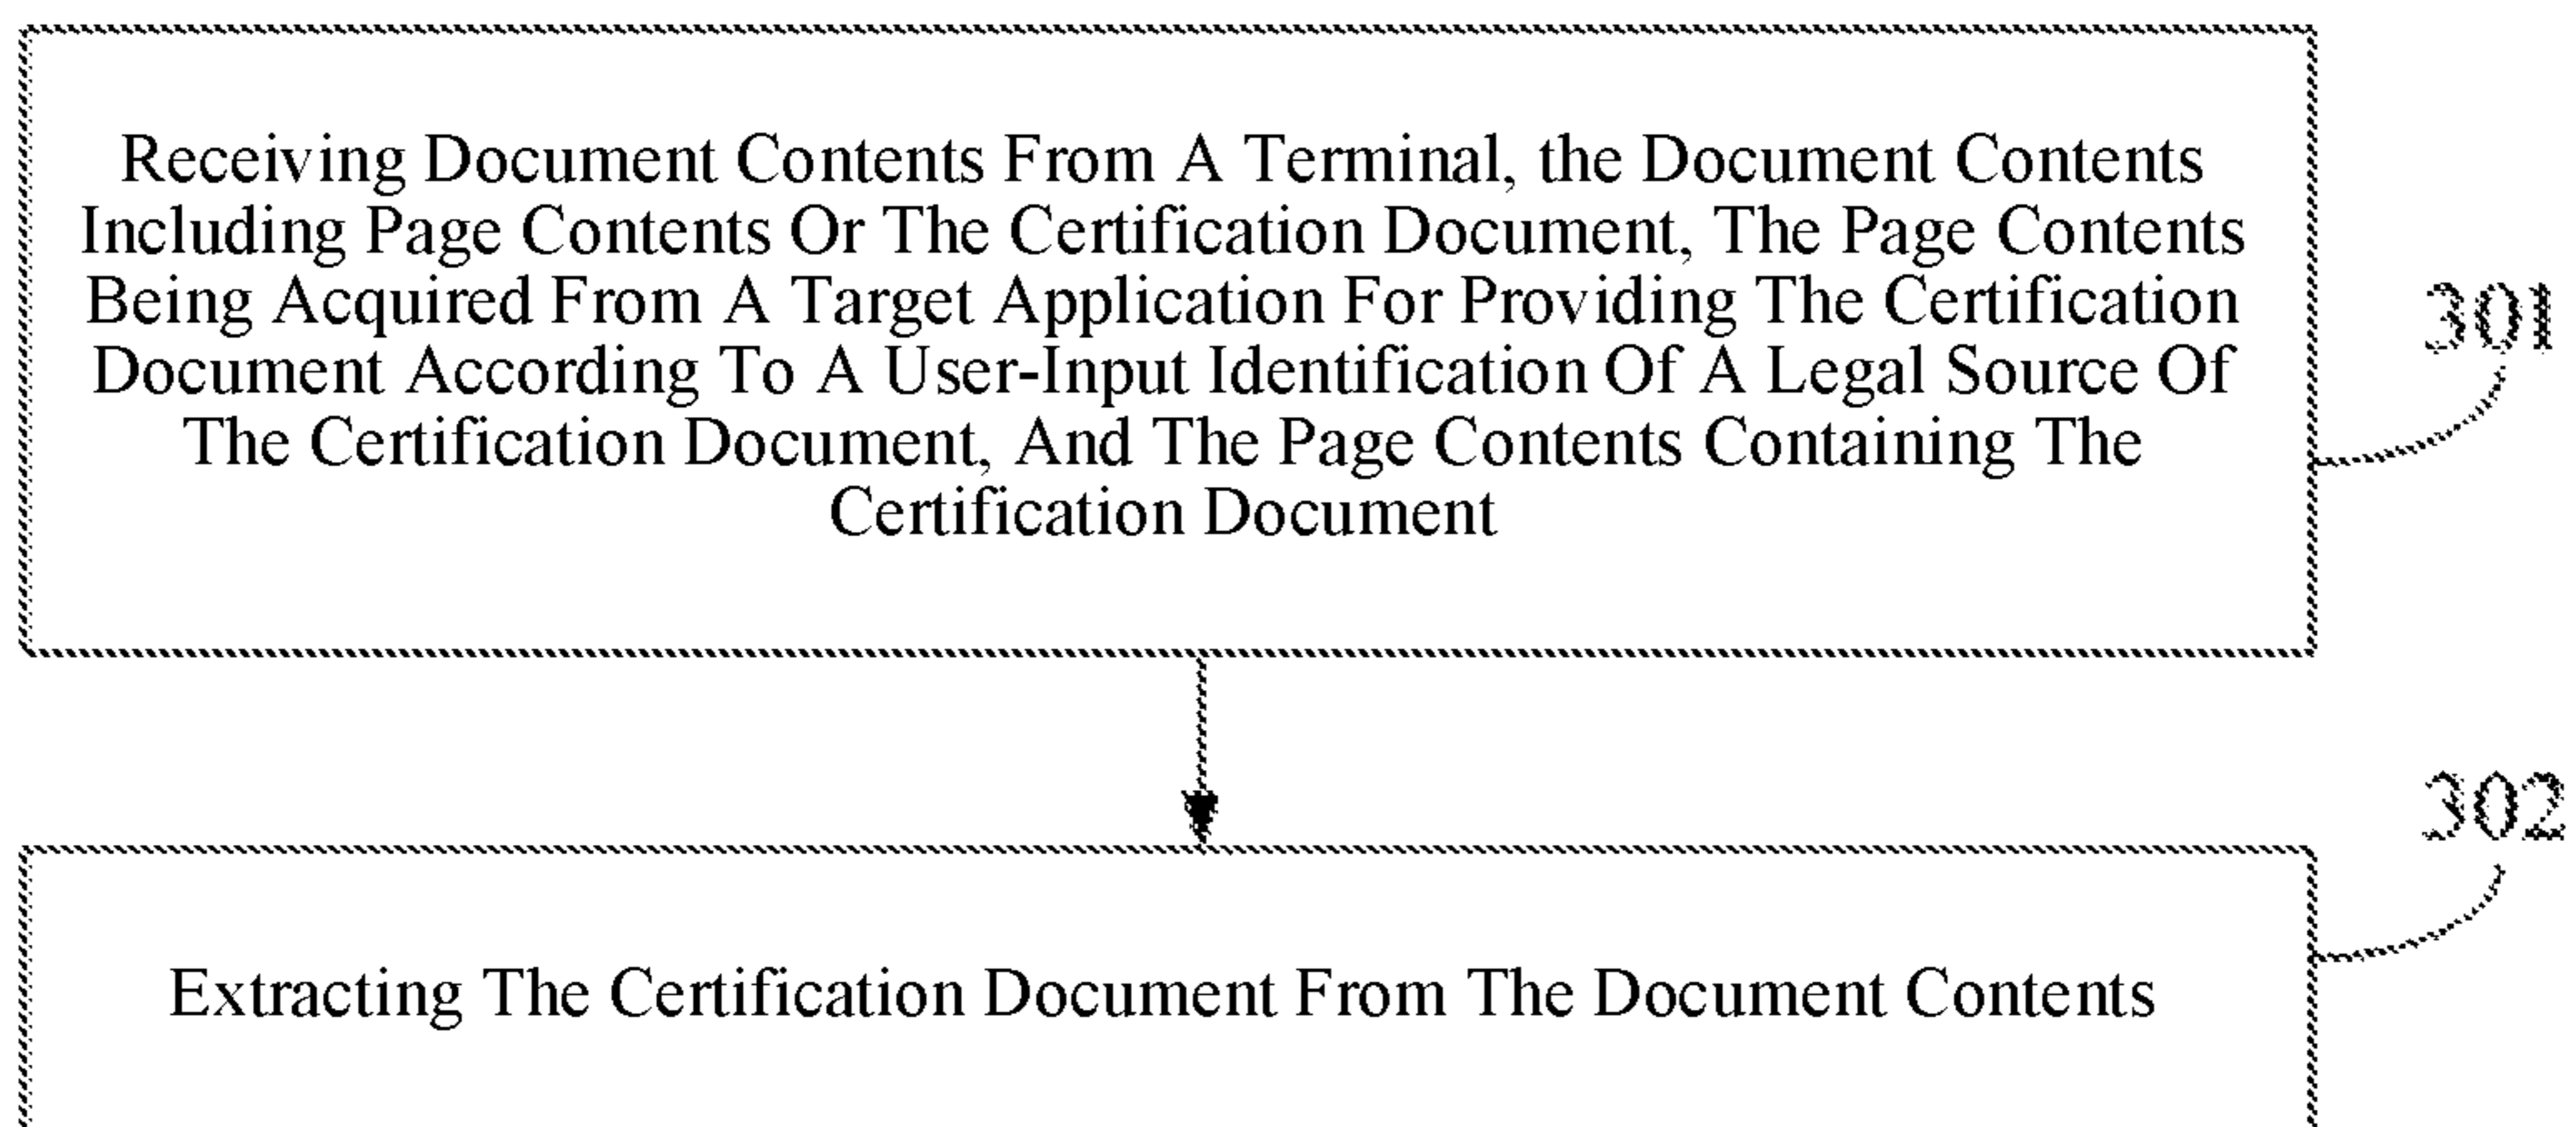 Receiving Document Contents From A Terminal, the Document Contents
Including Page Contents Or The Certification Document, The Page Contents
Being Acquired From A Target Application For Providing The Certification
301
Document According To A User-Input Identification Of A Legal Source Of
The Certification Document, And The Page Contents Containing The
Certification Document
302
Extracting The Certification Document From The Document Contents